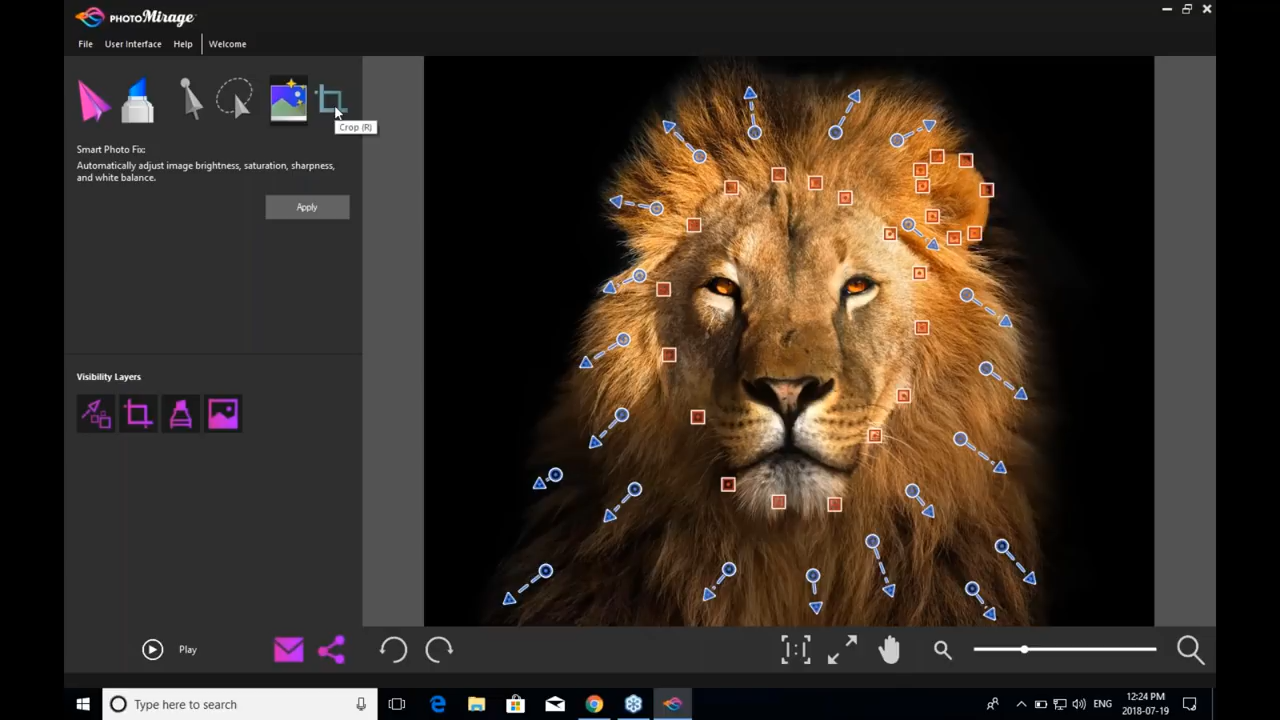 PHOTOMirage
File User Interface Help Welcome
Crop (R)
Smart Photo Fix:
Automatically adjust image brightness, saturation, sharpness,
and white balance.
Apply
Visibility Layers
Play
Type here to search
ENG
12:24 PM
2018-07-19